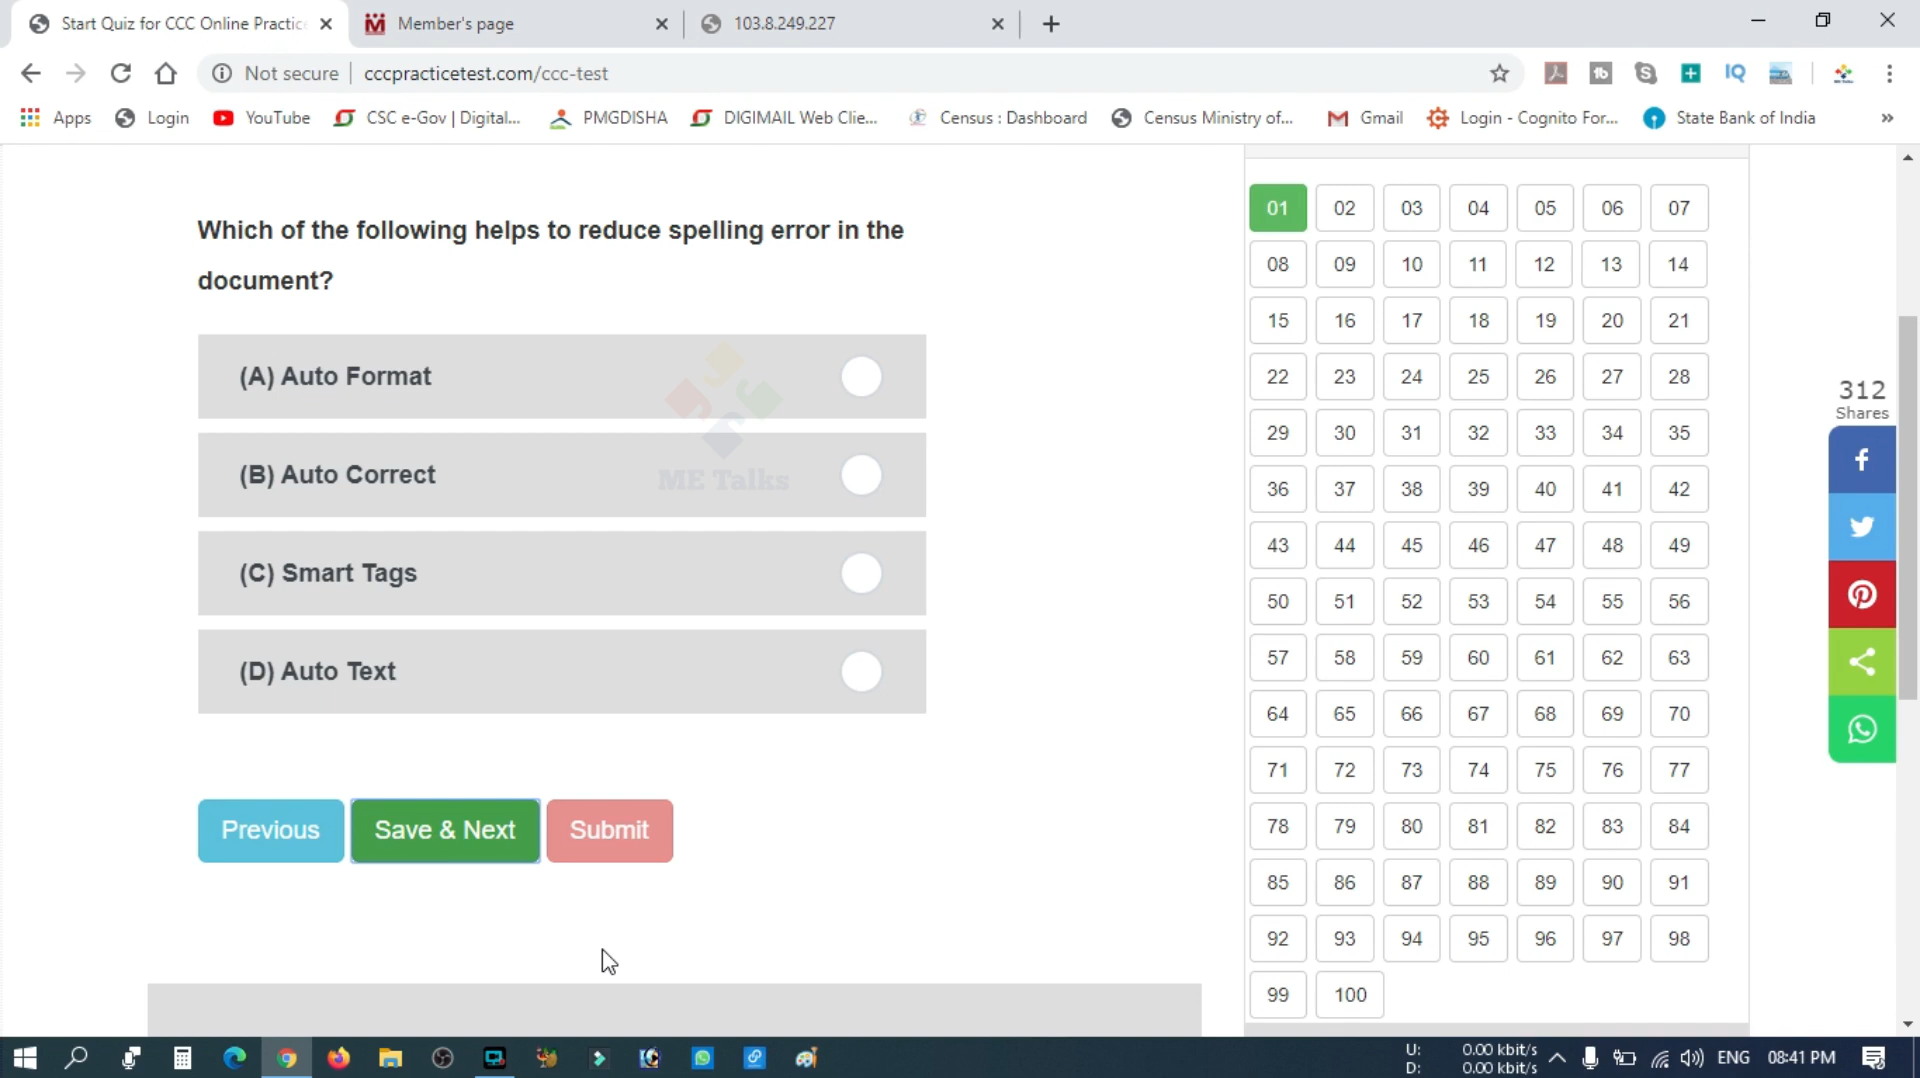 Start Quiz for CCC Online Practic
Member's page
103.8.249.227
Not secure
cccpracticetest.com/ccc-test
Apps
Login
YouTube
CSC e-Gov | Digital...
PMGDISHA
DIGIMAIL Web Clie...
Census : Dashboard
Census Ministry of...
Gmail
Login - Cognito For...
State Bank of India
»
Which of the following helps to reduce spelling error in the
document?
(A) Auto Format
(B) Auto Correct
(C) Smart Tags
(D) Auto Text
ME Talks
Previous
Save & Next
Submit
01 02 03 04 05 06 07
08 09 10 11 12 13 14
15 16 17 18 19 20 21
22 23 24 25 26 27 28
29 30 31 32 33 34 35
36 37 38 39 40 41 42
43 44 45 46 47 48 49
50 51 52 53 54 55 56
57 58 59 60 61 62 63
64 65 66 67 68 69 70
71 72 73 74 75 76 77
78 79 80 81 82 83 84
85 86 87 88 89 90 91
92 93 94 95 96 97 98
99 100
312
Shares
U: 0.00 kbit/s
D: 0.00 kbit/s
ENG
08:41 PM